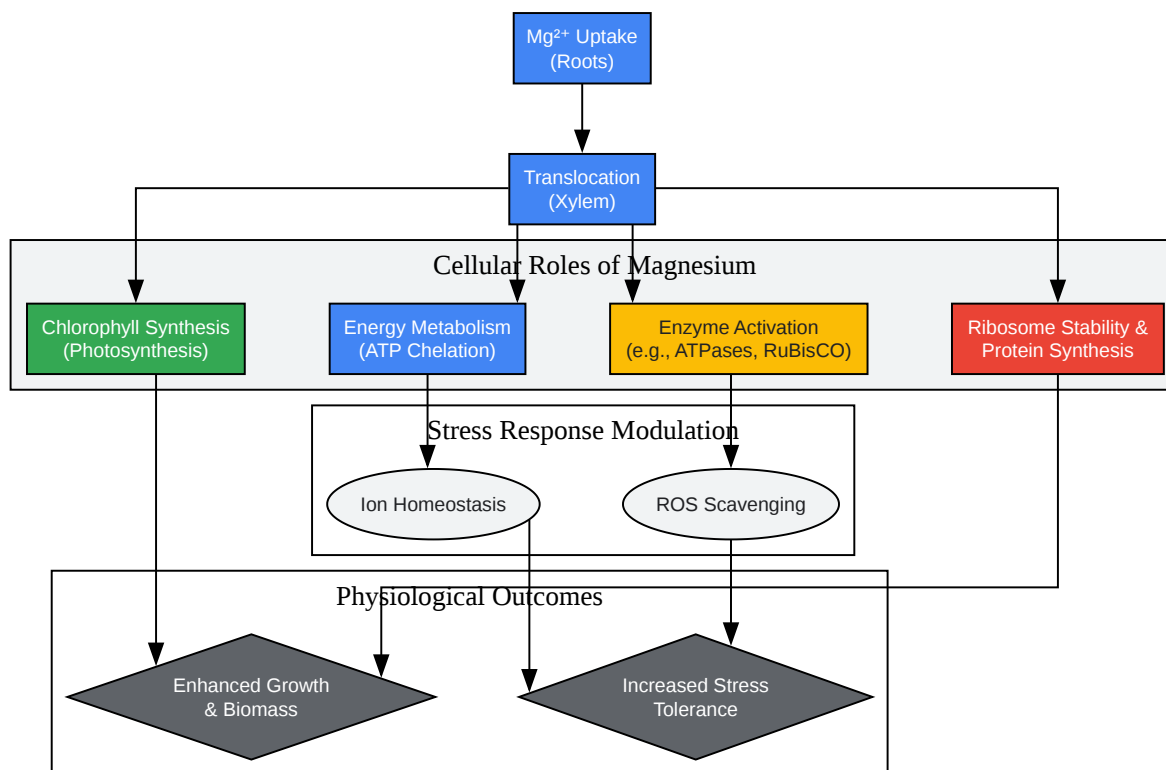 Mg²⁺ Uptake
(Roots)
Translocation
(Xylem)
Cellular Roles of Magnesium
Chlorophyll Synthesis
(Photosynthesis)
Energy Metabolism
(ATP Chelation)
Enzyme Activation
(e.g., ATPases, RuBisCO)
Ribosome Stability &
Protein Synthesis
Stress Response Modulation
Ion Homeostasis
ROS Scavenging
Physiological Outcomes
Enhanced Growth
& Biomass
Increased Stress
Tolerance